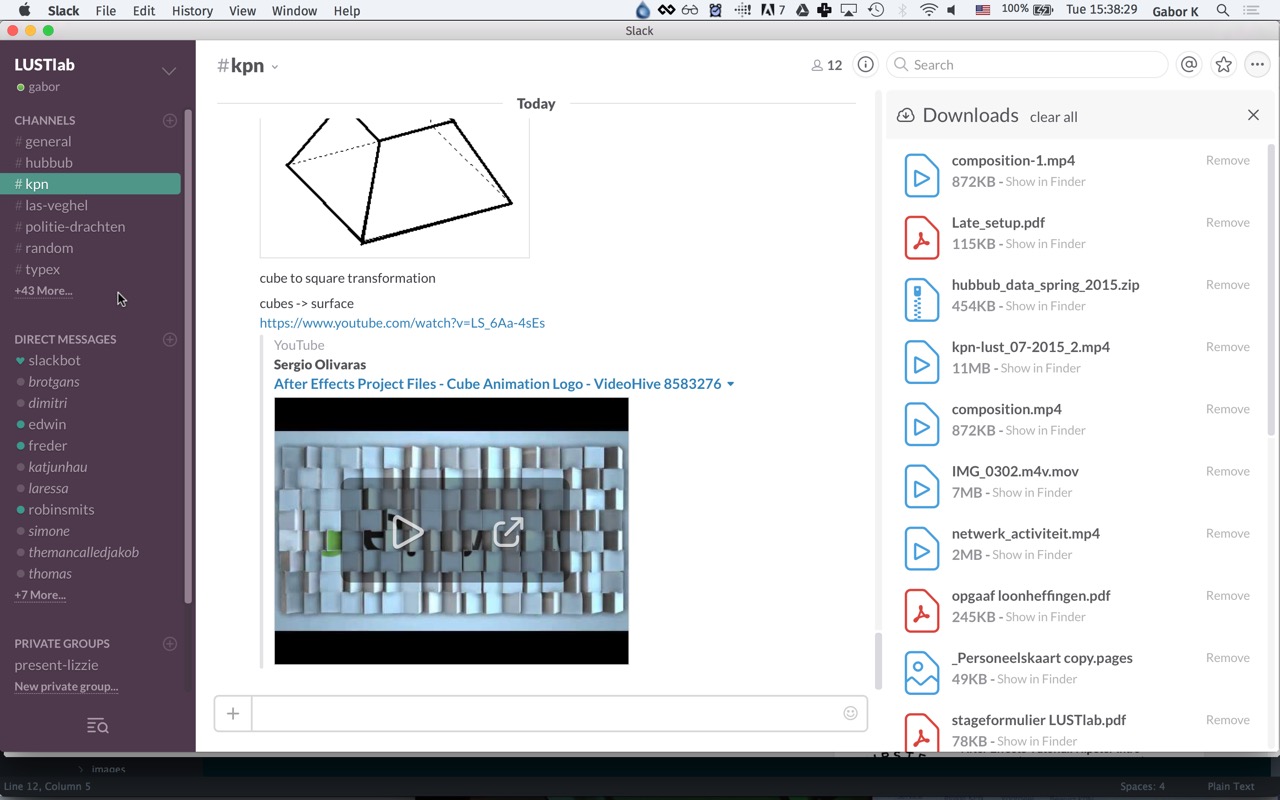 Slack File Edit History View Window Help 7 100% Tue 15:38:29 Gabor K
Slack
LUSTlab
gabor
CHANNELS
# general
# hubbub
# kpn
# las-veghel
# politie-drachten
# random
# typex
+43 More...
DIRECT MESSAGES
slackbot
brotgans
dimitri
edwin
freder
katjunhau
laressa
robinsmits
simone
themancalledjakob
thomas
+7 More...
PRIVATE GROUPS
present-lizzie
New private group...
#kpn
12
Search
Today
cube to square transformation
cubes -> surface
https://www.youtube.com/watch?v=LS_6Aa-4sEs
YouTube
Sergio Olivaras
After Effects Project Files - Cube Animation Logo - VideoHive 8583276
Downloads clear all
composition-1.mp4 Remove
872KB - Show in Finder
Late_setup.pdf Remove
115KB - Show in Finder
hubbub_data_spring_2015.zip Remove
454KB - Show in Finder
kpn-lust_07-2015_2.mp4 Remove
11MB - Show in Finder
composition.mp4 Remove
872KB - Show in Finder
IMG_0302.m4v.mov Remove
7MB - Show in Finder
netwerk_activiteit.mp4 Remove
2MB - Show in Finder
opgaaf loonheffingen.pdf Remove
245KB - Show in Finder
_Personeelskaart copy.pages Remove
49KB - Show in Finder
stageformulier LUSTlab.pdf Remove
78KB - Show in Finder
images
Line 12, Column 5 Spaces: 4 Plain Text